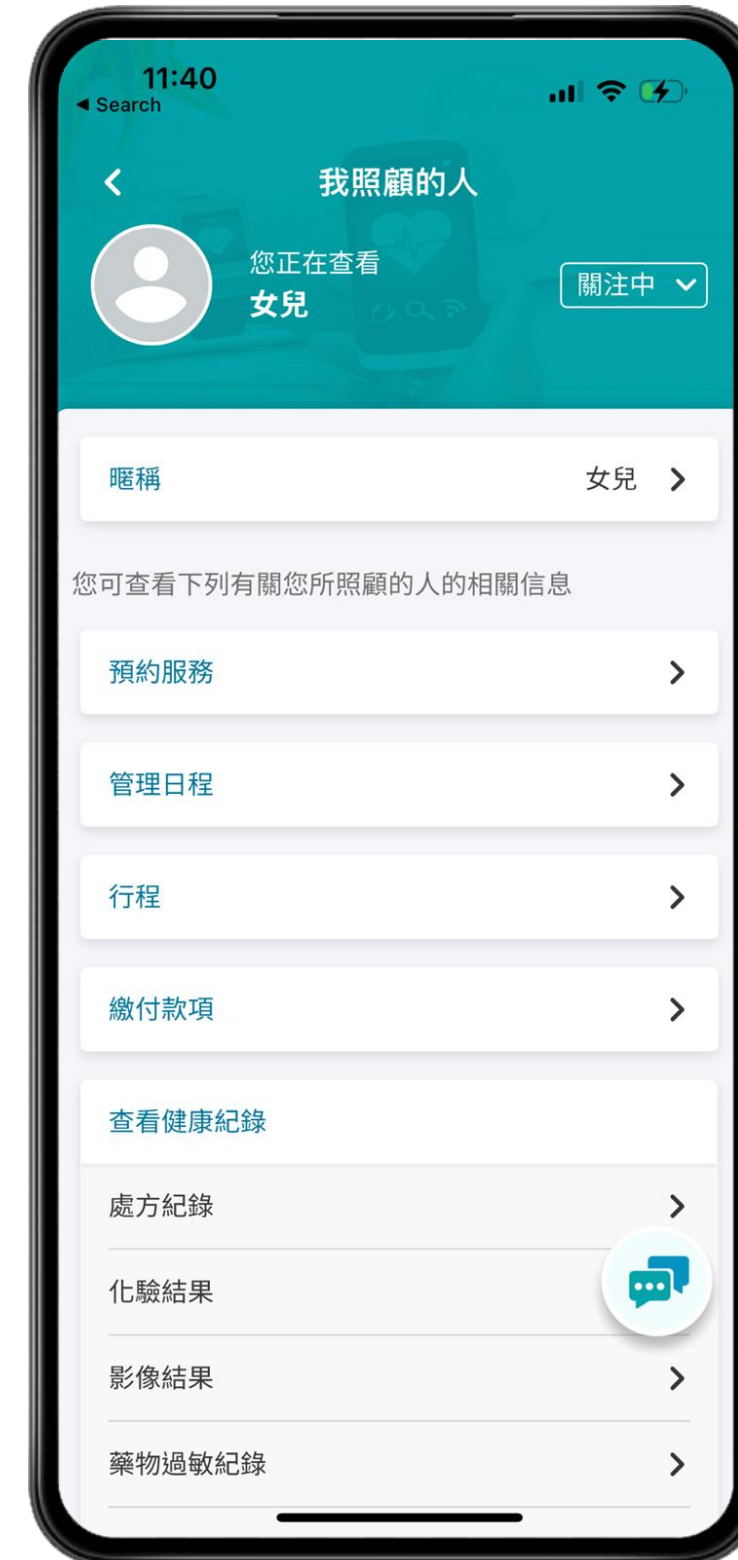 11:40
◀ Search
我照顧的人
您正在查看
女兒
關注中
暱稱
女兒
您可查看下列有關您所照顧的人的相關信息
預約服務
管理日程
行程
繳付款項
查看健康紀錄
處方紀錄
化驗結果
影像結果
藥物過敏紀錄